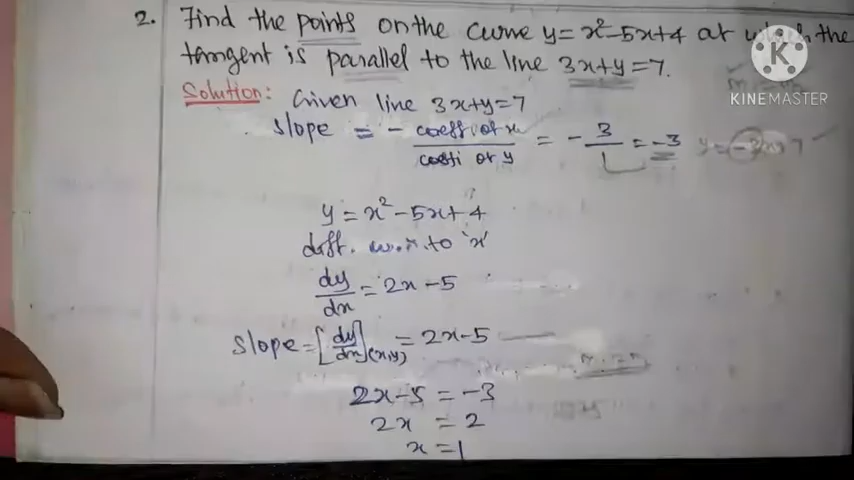 2. Find the points on the curve y = x² - 5x + 4 at which the
tangent is parallel to the line 3x + y = 7.
Solution: Given line 3x + y = 7
slope = - coeffi. of x / coeffi of y = - 3/1 = -3 y =
y = x² - 5x + 4
diff. w.r. to 'x'
dy/dx = 2x - 5
Slope = [dy/dx](x,y) = 2x - 5
2x - 5 = -3
2x = 2
x = 1
K
KINEMASTER